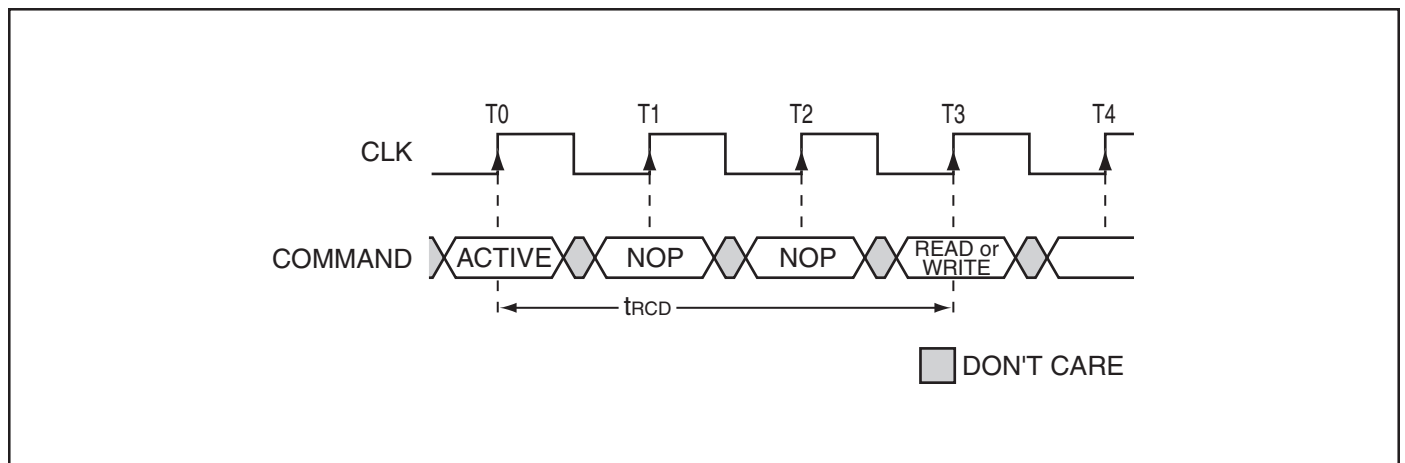 T0 T1 T2 T3 T4
CLK
COMMAND ACTIVE NOP NOP READ or
WRITE
tRCD
DON'T CARE